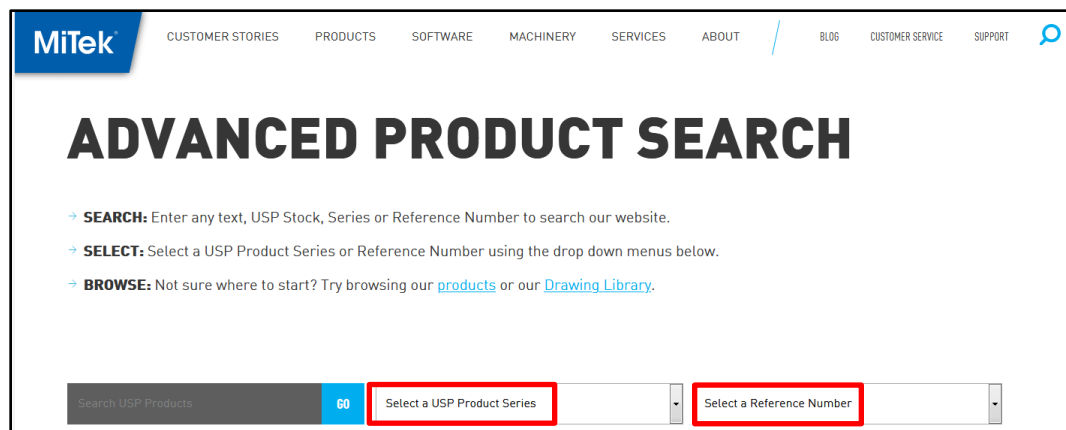 MiTek
CUSTOMER STORIES PRODUCTS SOFTWARE MACHINERY SERVICES ABOUT BLOG CUSTOMER SERVICE SUPPORT
ADVANCED PRODUCT SEARCH
→ SEARCH: Enter any text, USP Stock, Series or Reference Number to search our website.
→ SELECT: Select a USP Product Series or Reference Number using the drop down menus below.
→ BROWSE: Not sure where to start? Try browsing our products or our Drawing Library.
Search USP Products GO Select a USP Product Series Select a Reference Number